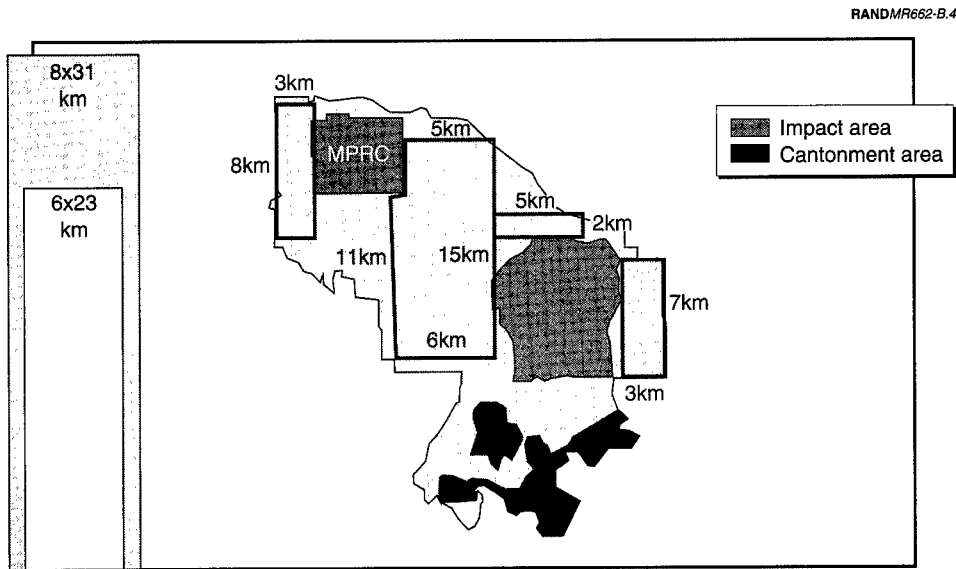 RANDMR662-B.4
8x31
km
6x23
km
3km
5km
8km
MPRC
5km
2km
11km
15km
7km
6km
3km
Impact area
Cantonment area